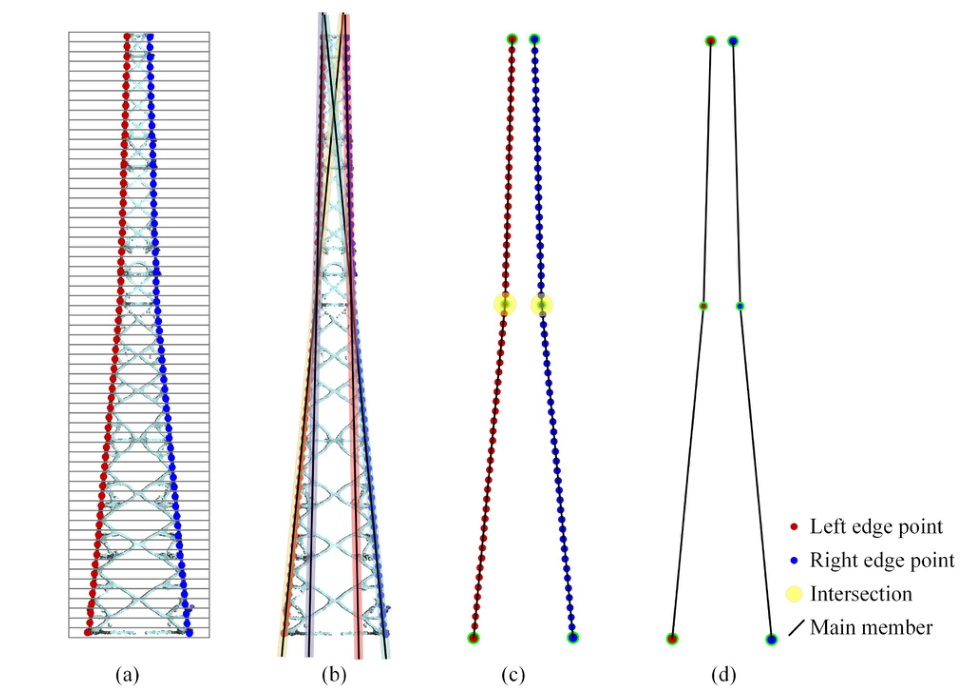 Left edge point
Right edge point
Intersection
Main member
(a)
(b)
(c)
(d)